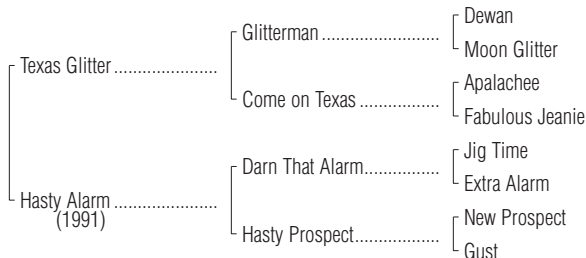 Dewan
Glitterman ..............................
Moon Glitter
Texas Glitter .....................
Apalachee
Come on Texas ....................
Fabulous Jeanie
Jig Time
Darn That Alarm...................
Extra Alarm
Hasty Alarm .....................
(1991)
New Prospect
Hasty Prospect.....................
Gust